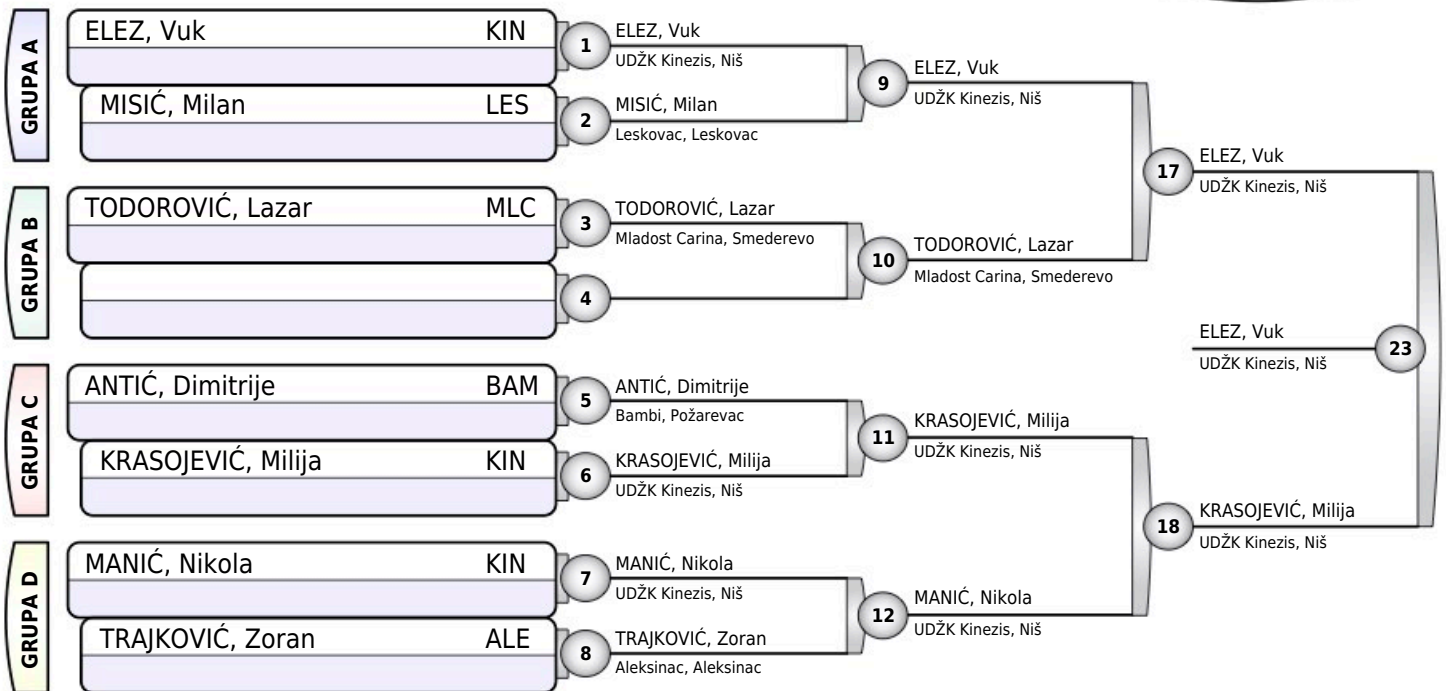 GRUPA A
ELEZ, Vuk KIN
MISIĆ, Milan LES
GRUPA B
TODOROVIĆ, Lazar MLC
GRUPA C
ANTIĆ, Dimitrije BAM
KRASOJEVIĆ, Milija KIN
GRUPA D
MANIĆ, Nikola KIN
TRAJKOVIĆ, Zoran ALE
1
ELEZ, Vuk
UDŽK Kinezis, Niš
2
MISIĆ, Milan
Leskovac, Leskovac
3
TODOROVIĆ, Lazar
Mladost Carina, Smederevo
4
5
ANTIĆ, Dimitrije
Bambi, Požarevac
6
KRASOJEVIĆ, Milija
UDŽK Kinezis, Niš
7
MANIĆ, Nikola
UDŽK Kinezis, Niš
8
TRAJKOVIĆ, Zoran
Aleksinac, Aleksinac
9
ELEZ, Vuk
UDŽK Kinezis, Niš
10
TODOROVIĆ, Lazar
Mladost Carina, Smederevo
11
KRASOJEVIĆ, Milija
UDŽK Kinezis, Niš
12
MANIĆ, Nikola
UDŽK Kinezis, Niš
17
ELEZ, Vuk
UDŽK Kinezis, Niš
18
KRASOJEVIĆ, Milija
UDŽK Kinezis, Niš
ELEZ, Vuk
UDŽK Kinezis, Niš
23